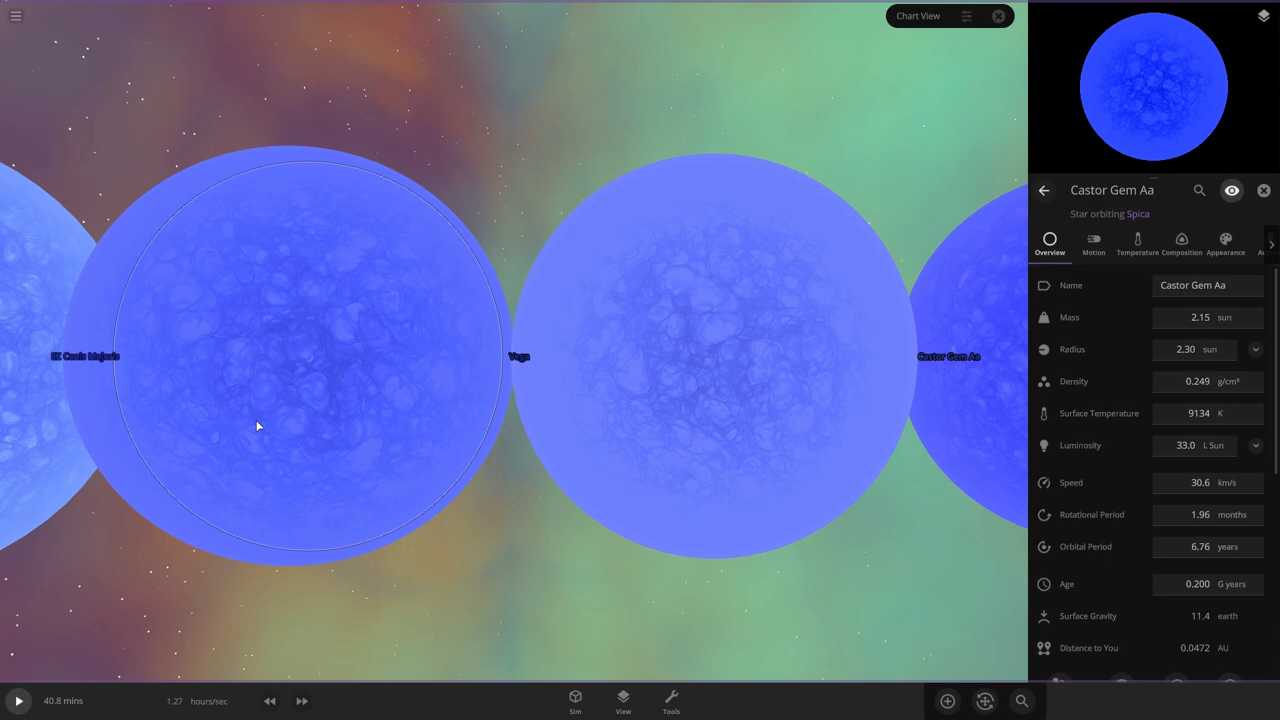 Chart View
Castor Gem Aa
Star orbiting Spica
Overview
Motion
Temperature
Composition
Appearance
Name Castor Gem Aa
Mass 2.15 sun
Radius 2.30 sun
Density 0.249 g/cm³
Surface Temperature 9134 K
Luminosity 33.0 L Sun
Speed 30.6 km/s
Rotational Period 1.96 months
Orbital Period 6.76 years
Age 0.200 G years
Surface Gravity 11.4 earth
Distance to You 0.0472 AU
EZ Canis Majoris
Vega
Castor Gem Aa
40.8 mins
1.27 hours/sec
Sim
View
Tools